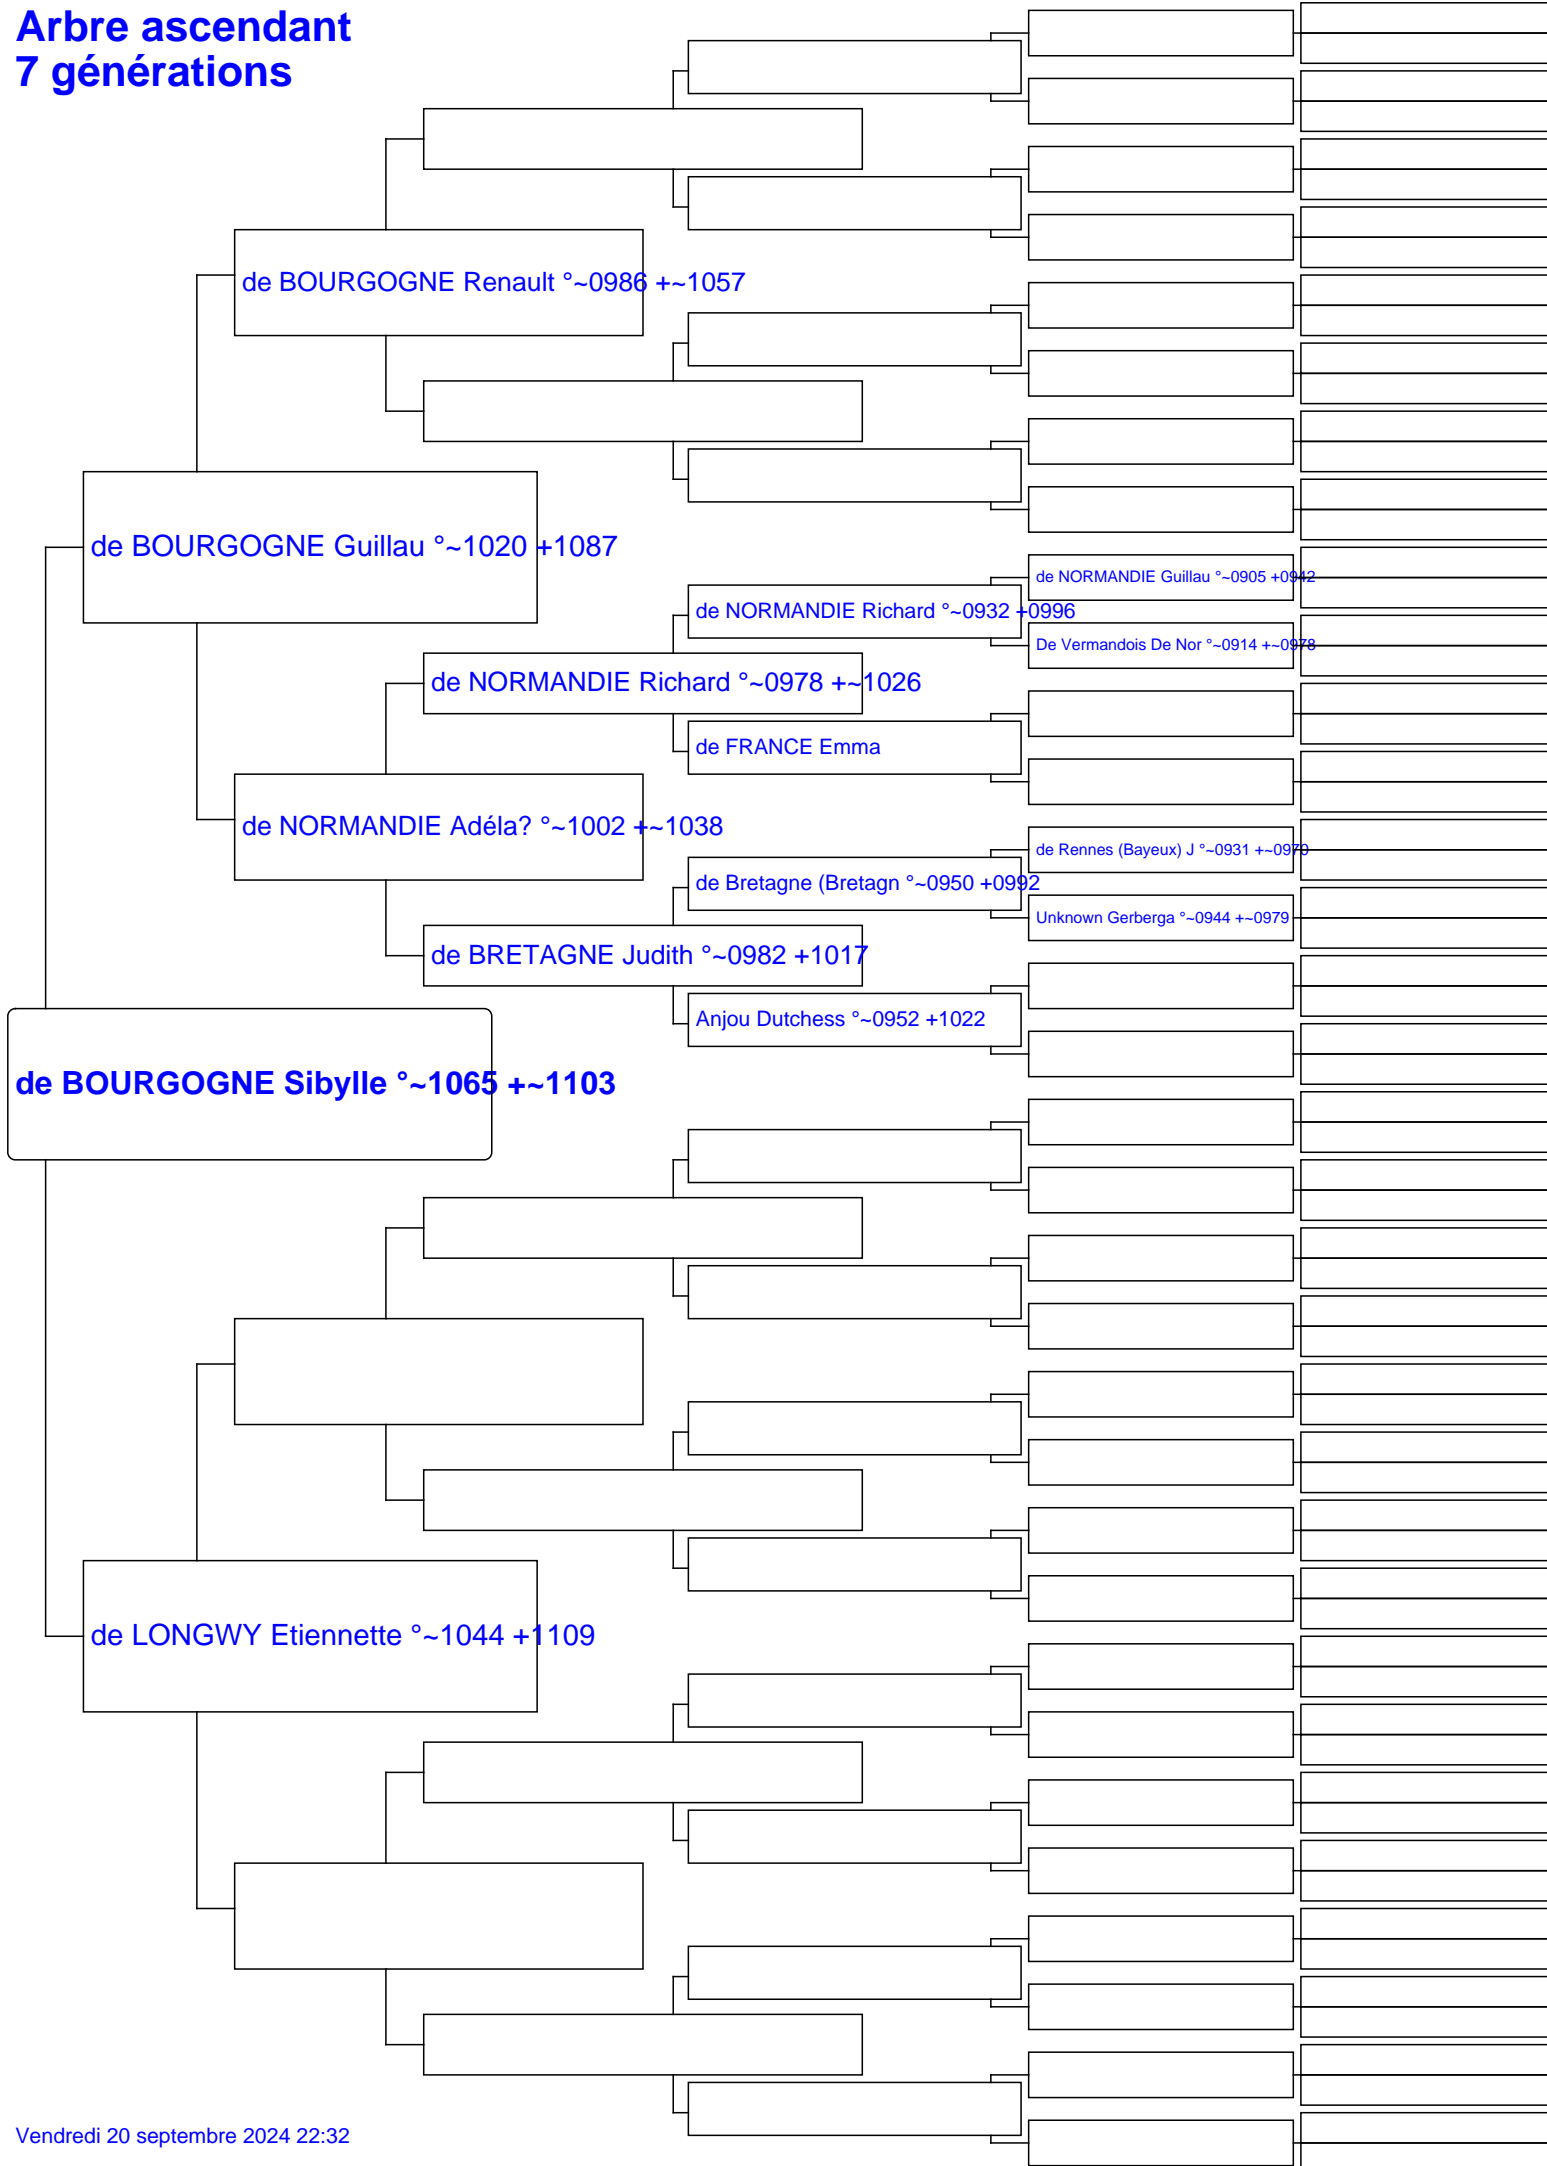 Arbre ascendant
7 générations
de BOURGOGNE Renault °~0986 +~1057
de BOURGOGNE Guillau °~1020 +1087
de NORMANDIE Guillau °~0905 +0942
de NORMANDIE Richard °~0932 +0996
De Vermandois De Nor °~0914 +~0978
de NORMANDIE Richard °~0978 +~1026
de FRANCE Emma
de NORMANDIE Adéla? °~1002 +~1038
de Rennes (Bayeux) J °~0931 +~0970
de Bretagne (Bretagn °~0950 +0992
Unknown Gerberga °~0944 +~0979
de BRETAGNE Judith °~0982 +1017
Anjou Dutchess °~0952 +1022
de BOURGOGNE Sibylle °~1065 +~1103
de LONGWY Etiennette °~1044 +1109
Vendredi 20 septembre 2024 22:32